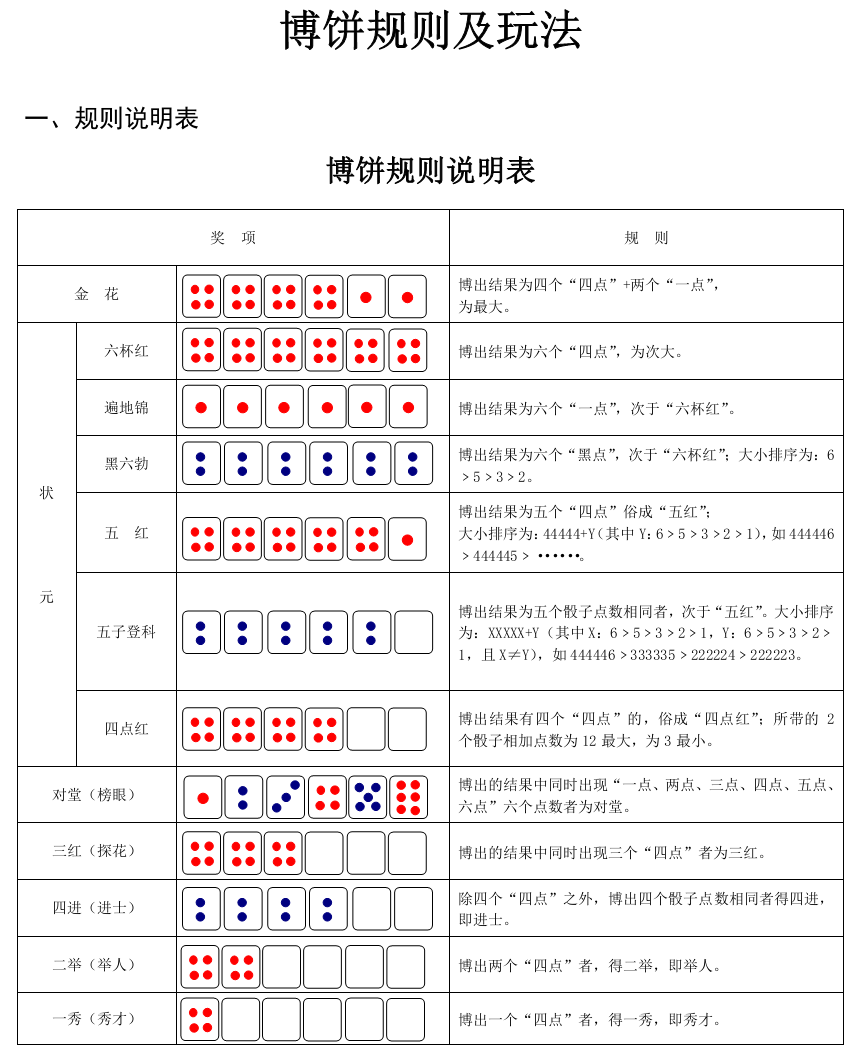 博饼规则及玩法
一、规则说明表
博饼规则说明表
奖 项
规 则
金 花
博出结果为四个“四点”+两个“一点”，
为最大。
状
元
六杯红
博出结果为六个“四点”，为次大。
遍地锦
博出结果为六个“一点”，次于“六杯红”。
黑六勃
博出结果为六个“黑点”，次于“六杯红”；大小排序为：6
＞5＞3＞2。
五 红
博出结果为五个“四点”俗成“五红”；
大小排序为：44444+Y（其中 Y：6＞5＞3＞2＞1），如 444446
＞444445＞ ······。
五子登科
博出结果为五个骰子点数相同者，次于“五红”。大小排序
为：XXXXX+Y（其中 X：6＞5＞3＞2＞1，Y：6＞5＞3＞2＞
1，且 X≠Y），如 444446＞333335＞222224＞222223。
四点红
博出结果有四个“四点”的，俗成“四点红”；所带的 2
个骰子相加点数为 12 最大，为 3 最小。
对堂（榜眼）
博出的结果中同时出现“一点、两点、三点、四点、五点、
六点”六个点数者为对堂。
三红（探花）
博出的结果中同时出现三个“四点”者为三红。
四进（进士）
除四个“四点”之外，博出四个骰子点数相同者得四进，
即进士。
二举（举人）
博出两个“四点”者，得二举，即举人。
一秀（秀才）
博出一个“四点”者，得一秀，即秀才。